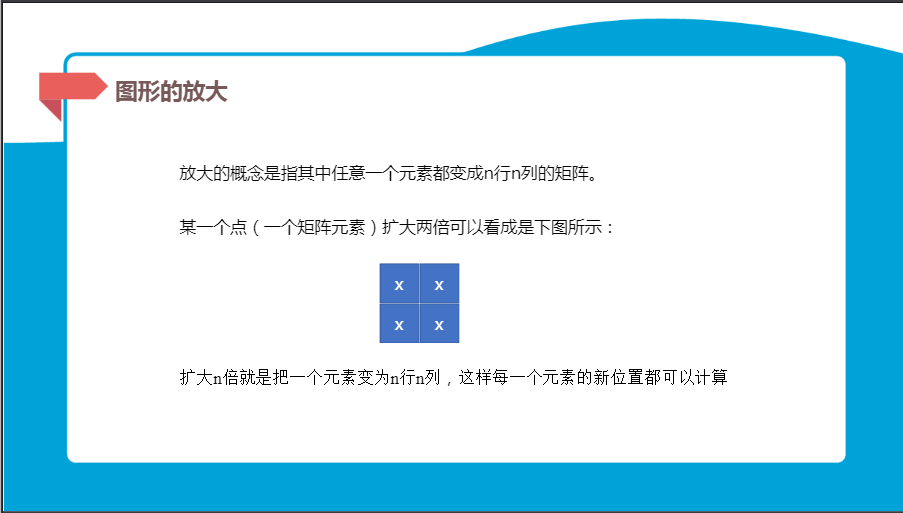 图形的放大
放大的概念是指其中任意一个元素都变成n行n列的矩阵。
某一个点（一个矩阵元素）扩大两倍可以看成是下图所示：
x x
x x
扩大n倍就是把一个元素变为n行n列，这样每一个元素的新位置都可以计算